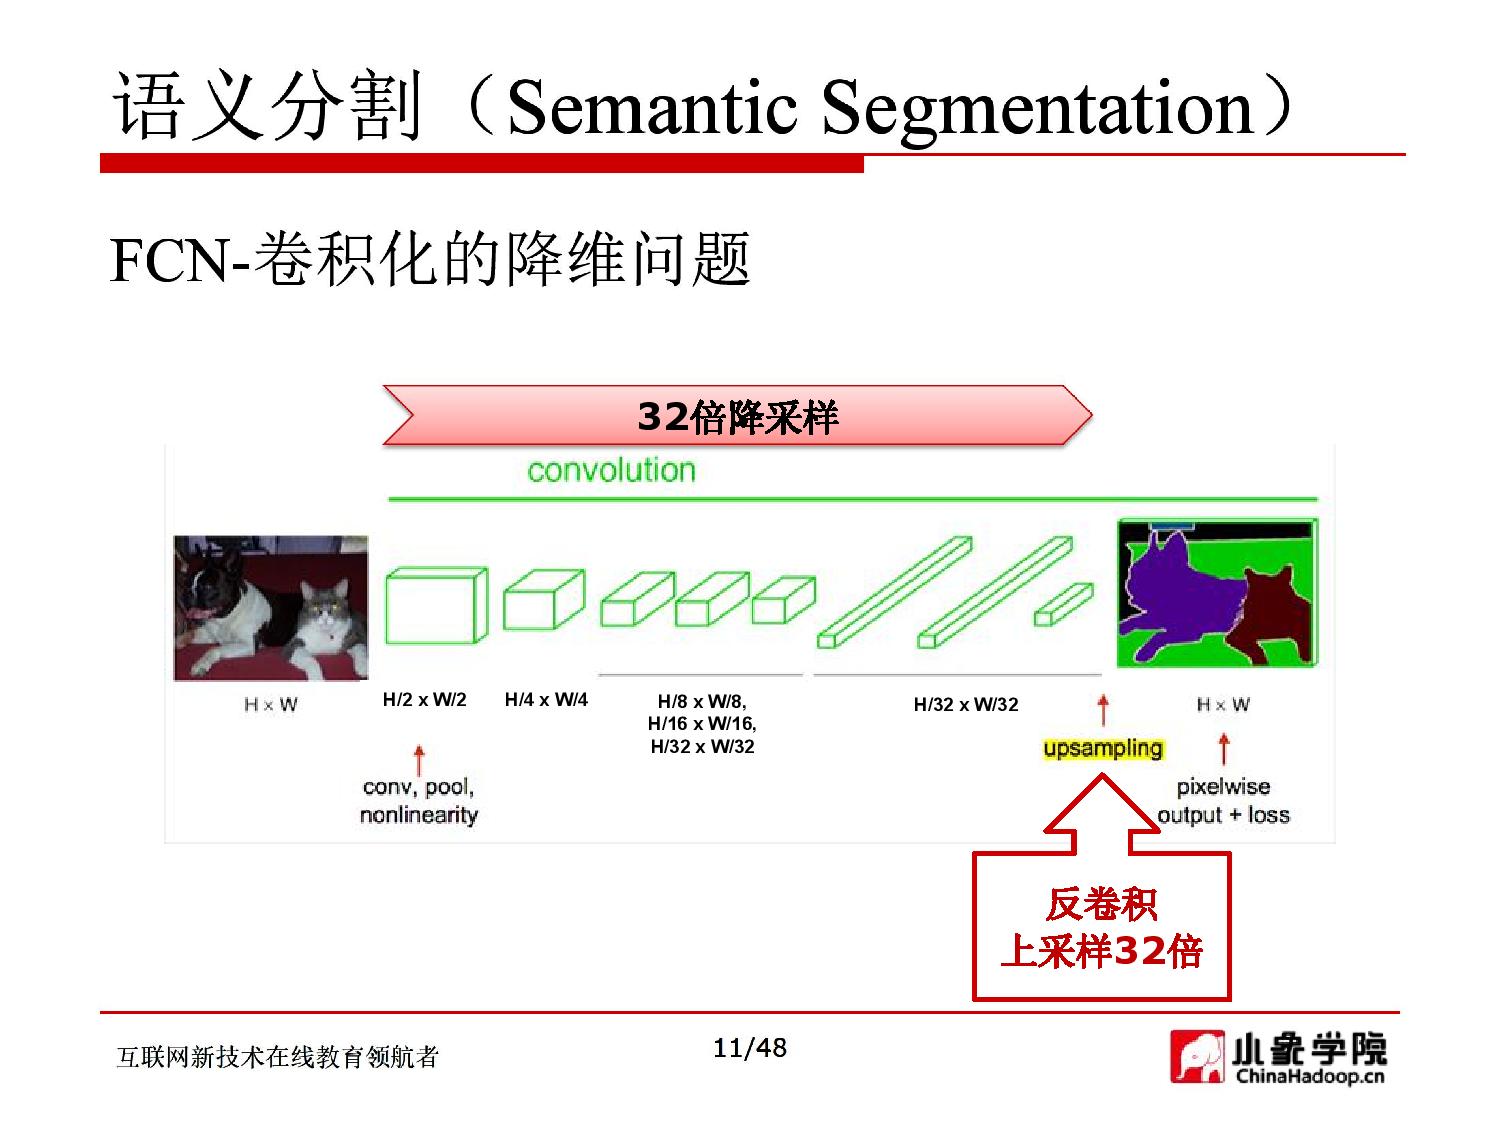 语义分割（Semantic Segmentation）
FCN-卷积化的降维问题
32倍降采样
convolution
H × W
H/2 x W/2
H/4 x W/4
H/8 x W/8,
H/16 x W/16,
H/32 x W/32
H/32 x W/32
H × W
conv, pool,
nonlinearity
upsampling
pixelwise
output + loss
反卷积
上采样32倍
互联网新技术在线教育领航者
11/48
小象学院
ChinaHadoop.cn